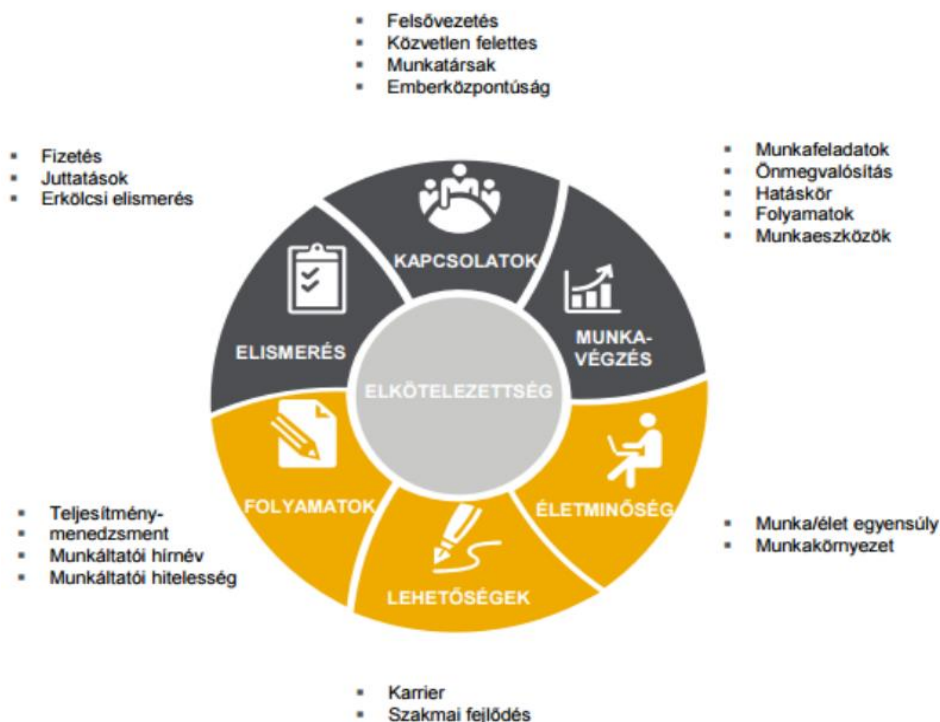 ▪ Felsővezetés
▪ Közvetlen felettes
▪ Munkatársak
▪ Emberközpontúság
▪ Fizetés
▪ Juttatások
▪ Erkölcsi elismerés
▪ Munkafeladatok
▪ Önmegvalósítás
▪ Hatáskör
▪ Folyamatok
▪ Munkaeszközök
KAPCSOLATOK
ELISMERÉS
MUNKA-
VÉGZÉS
ELKÖTELEZETTSÉG
FOLYAMATOK
ÉLETMINŐSÉG
LEHETŐSÉGEK
▪ Teljesítmény-
▪ menedzsment
▪ Munkáltatói hírnév
▪ Munkáltatói hitelesség
▪ Munka/élet egyensúly
▪ Munkakörnyezet
▪ Karrier
▪ Szakmai fejlődés